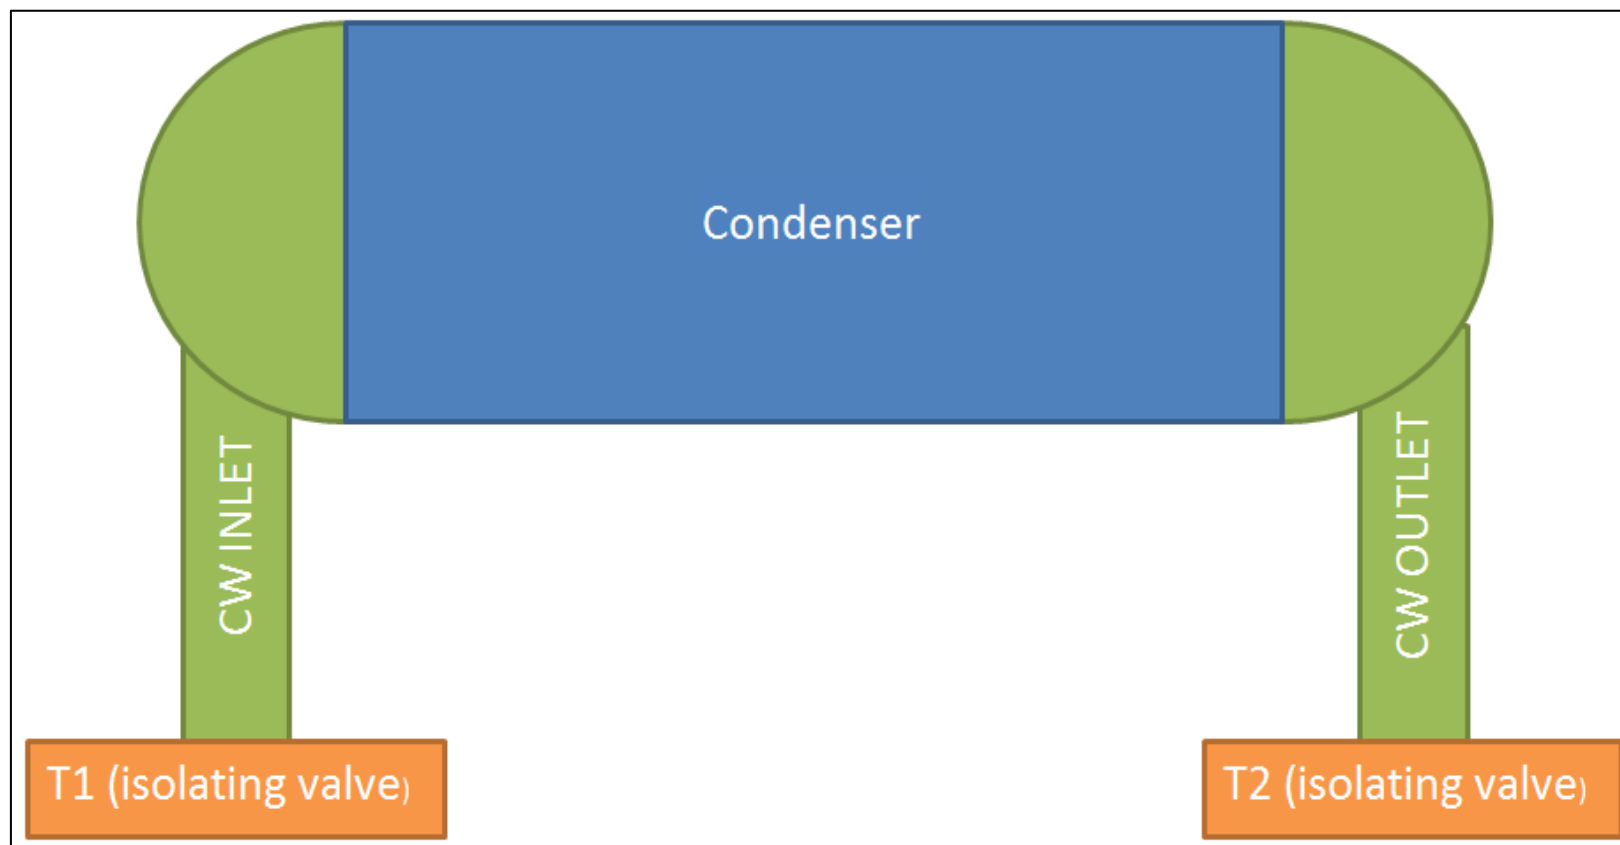 Condenser
CW INLET
CW OUTLET
T1 (isolating valve)
T2 (isolating valve)